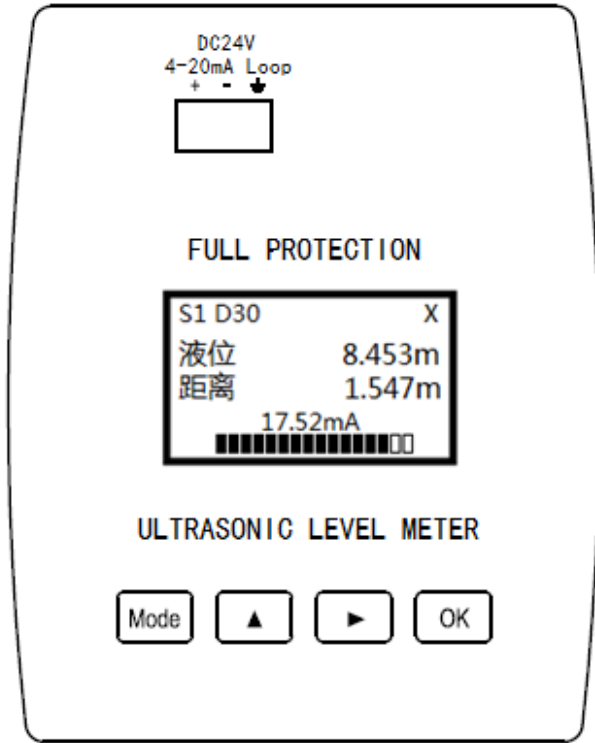 DC24V
4-20mA Loop
+ - ⏚
FULL PROTECTION
S1 D30 X
液位 8.453m
距离 1.547m
17.52mA
ULTRASONIC LEVEL METER
Mode ▲ ► OK